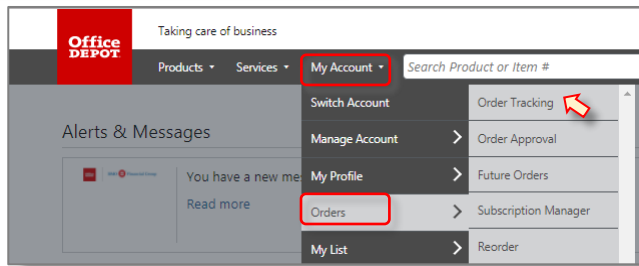 Office
DEPOT
Taking care of business
Products
Services
My Account
Search Product or Item #
Switch Account
Order Tracking
Alerts & Messages
Manage Account
Order Approval
You have a new mes
My Profile
Future Orders
Read more
Orders
Subscription Manager
My List
Reorder